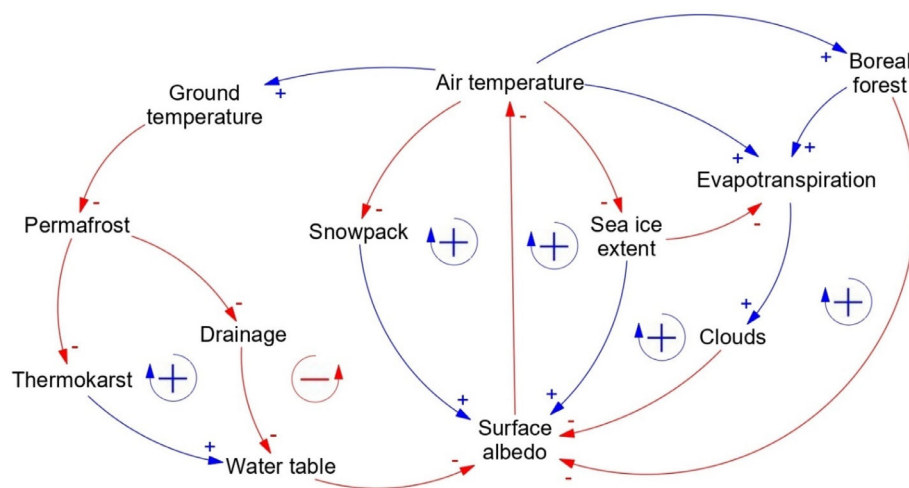 Air temperature
Boreal
forest
Ground
temperature
+
+
+
+
Evapotranspiration
-
-
-
-
Permafrost
Snowpack
+
+
Sea ice
extent
-
-
Drainage
+
+
+
Clouds
-
Thermokarst
+
-
+
+
-
Surface
albedo
+
-
Water table
-
-